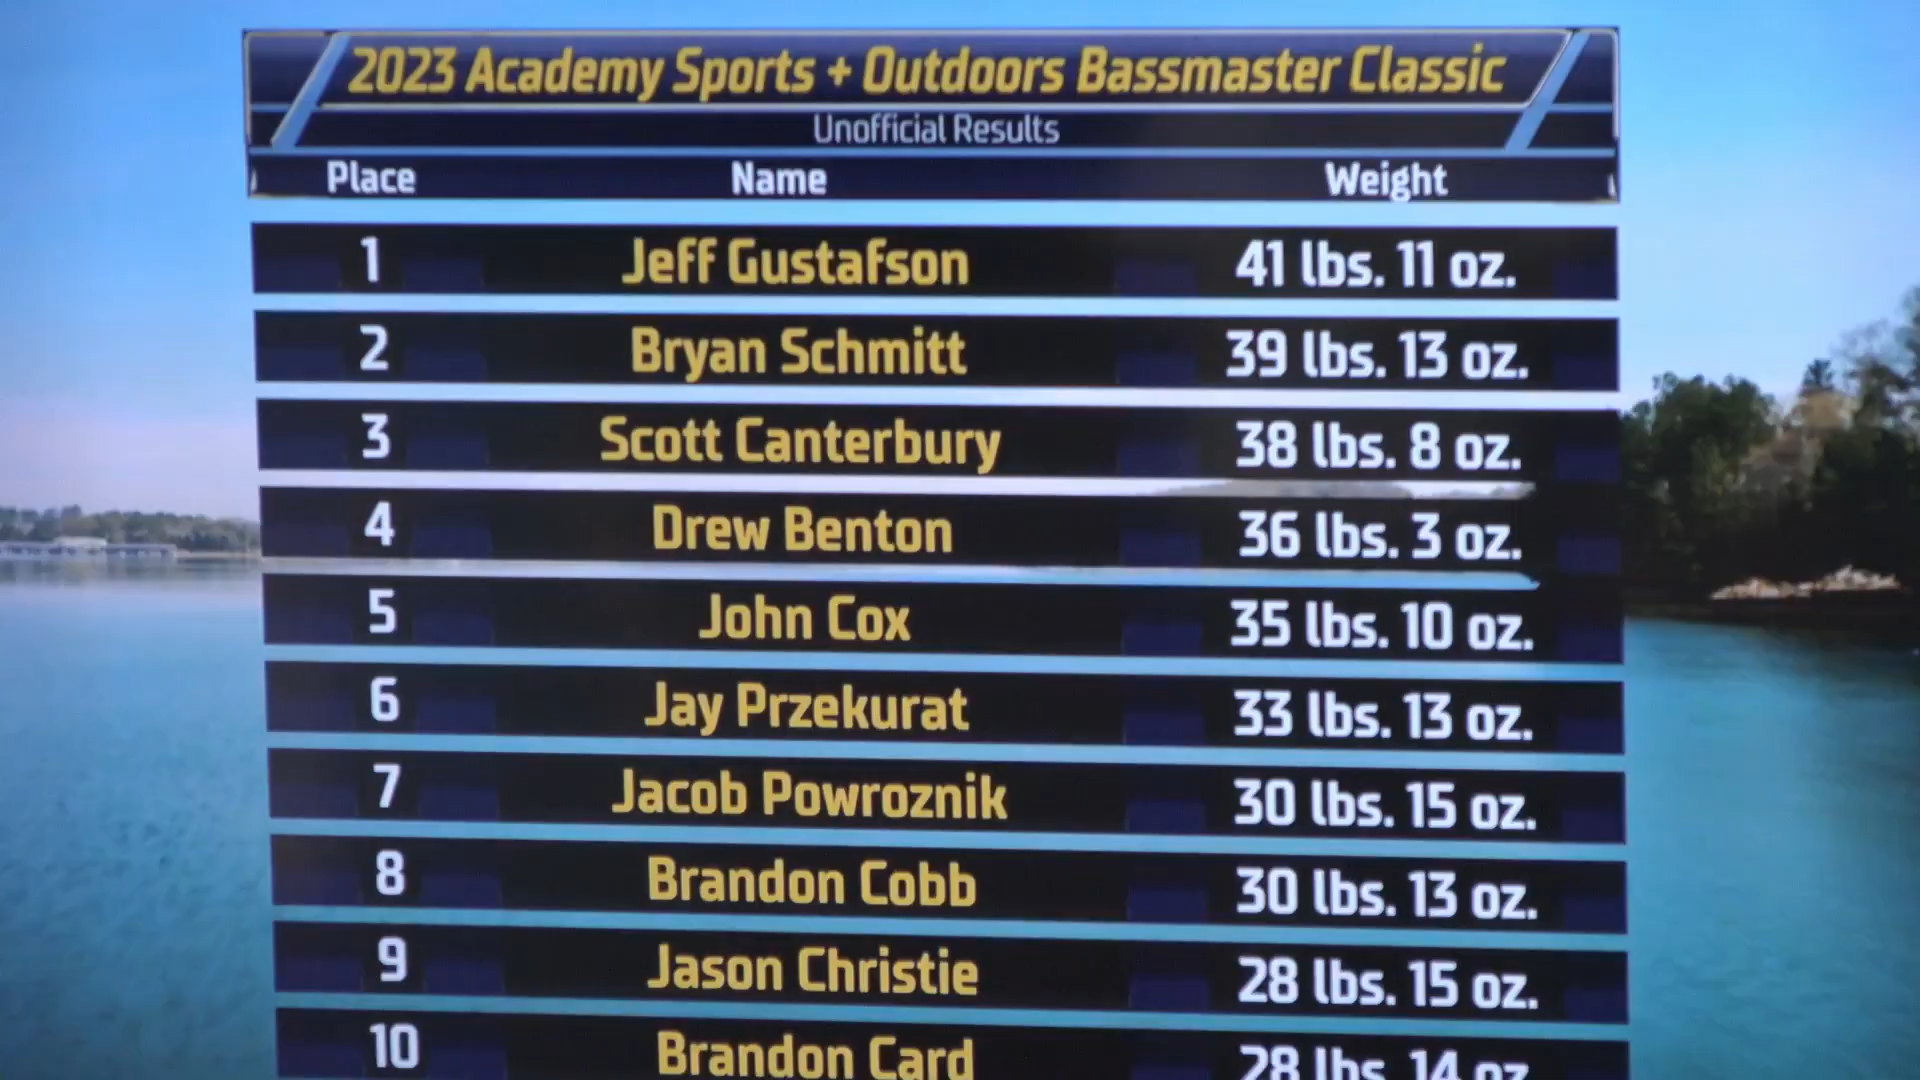 2023 Academy Sports + Outdoors Bassmaster Classic
Unofficial Results
Place Name Weight
1 Jeff Gustafson 41 lbs. 11 oz.
2 Bryan Schmitt 39 lbs. 13 oz.
3 Scott Canterbury 38 lbs. 8 oz.
4 Drew Benton 36 lbs. 3 oz.
5 John Cox 35 lbs. 10 oz.
6 Jay Przekurat 33 lbs. 13 oz.
7 Jacob Powroznik 30 lbs. 15 oz.
8 Brandon Cobb 30 lbs. 13 oz.
9 Jason Christie 28 lbs. 15 oz.
10 Brandon Card 28 lbs. 14 oz.